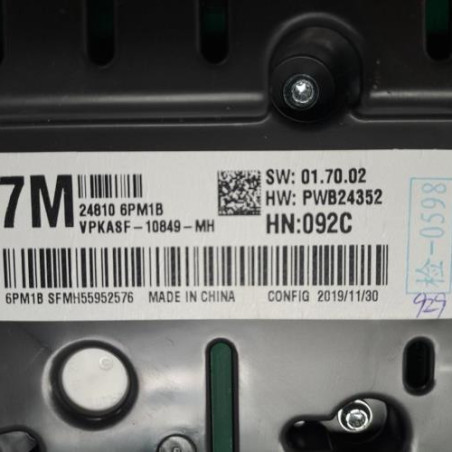 7M
24810 6PM1B
VPKASF-10849-MH
SW: 01.70.02
HW: PWB24352
HN:092C
6PM1B SFMH55952576 MADE IN CHINA CONFIG 2019/11/30
检-0598
929